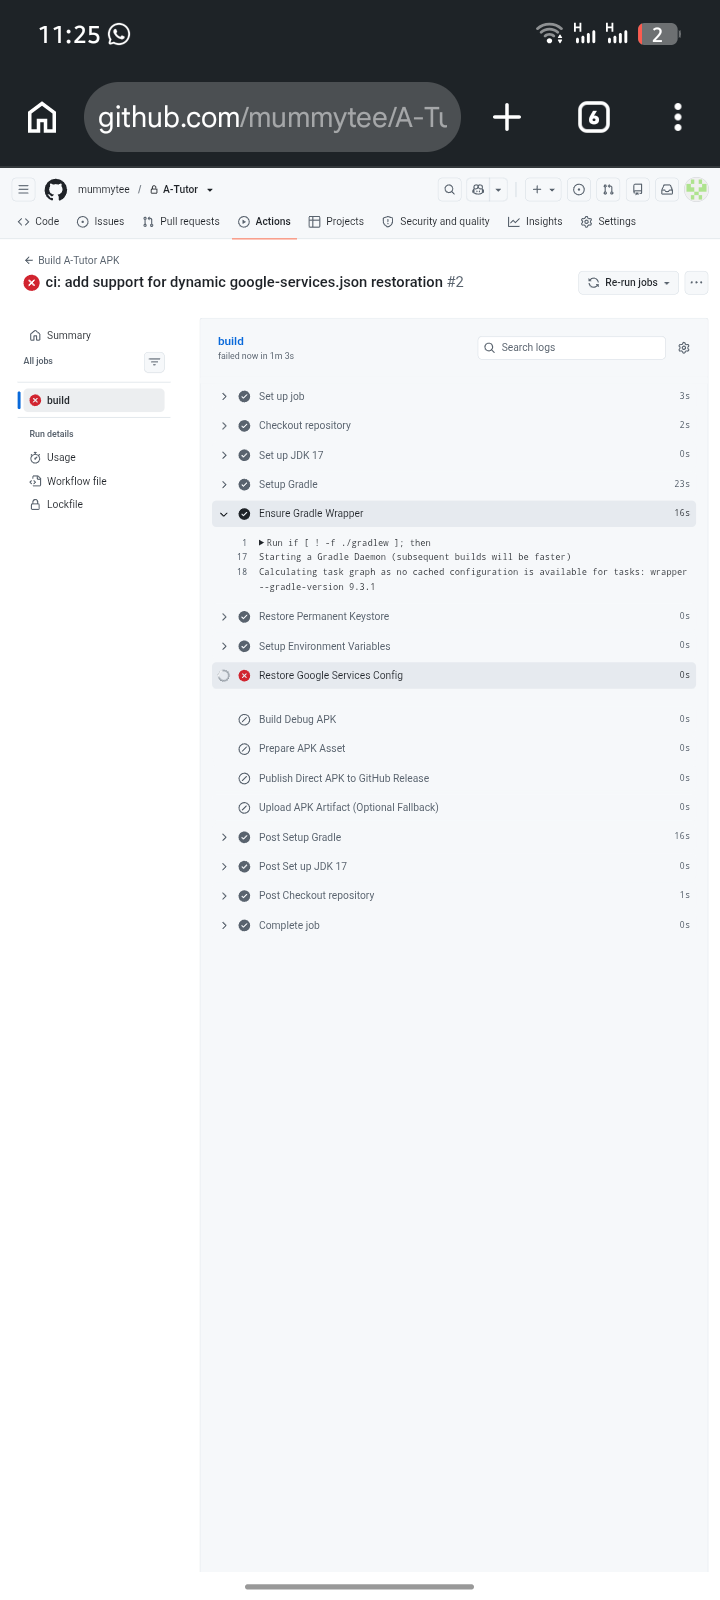 11:25
H H 2
github.com/mummytee/A-Tu
6
mummytee / A-Tutor
Code Issues Pull requests Actions Projects Security and quality Insights Settings
Build A-Tutor APK
ci: add support for dynamic google-services.json restoration #2
Re-run jobs
Summary
All jobs
build
Run details
Usage
Workflow file
Lockfile
build
failed now in 1m 3s
Search logs
Set up job 3s
Checkout repository 2s
Set up JDK 17 0s
Setup Gradle 23s
Ensure Gradle Wrapper 16s
1 Run if [ ! -f ./gradlew ]; then
17 Starting a Gradle Daemon (subsequent builds will be faster)
18 Calculating task graph as no cached configuration is available for tasks: wrapper
--gradle-version 9.3.1
Restore Permanent Keystore 0s
Setup Environment Variables 0s
Restore Google Services Config 0s
Build Debug APK 0s
Prepare APK Asset 0s
Publish Direct APK to GitHub Release 0s
Upload APK Artifact (Optional Fallback) 0s
Post Setup Gradle 16s
Post Set up JDK 17 0s
Post Checkout repository 1s
Complete job 0s